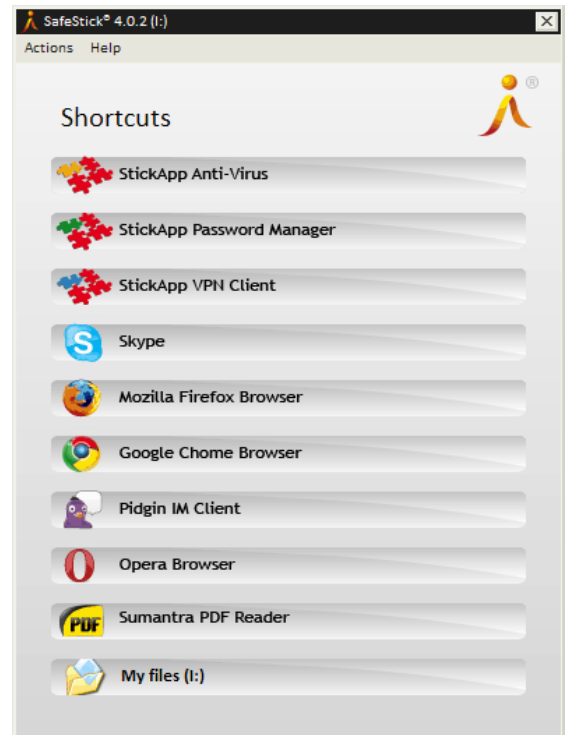 SafeStick® 4.0.2 (I:)
Actions Help
®
Shortcuts
StickApp Anti-Virus
StickApp Password Manager
StickApp VPN Client
S
Skype
Mozilla Firefox Browser
Google Chome Browser
Pidgin IM Client
Opera Browser
PDF
Sumantra PDF Reader
My files (I:)